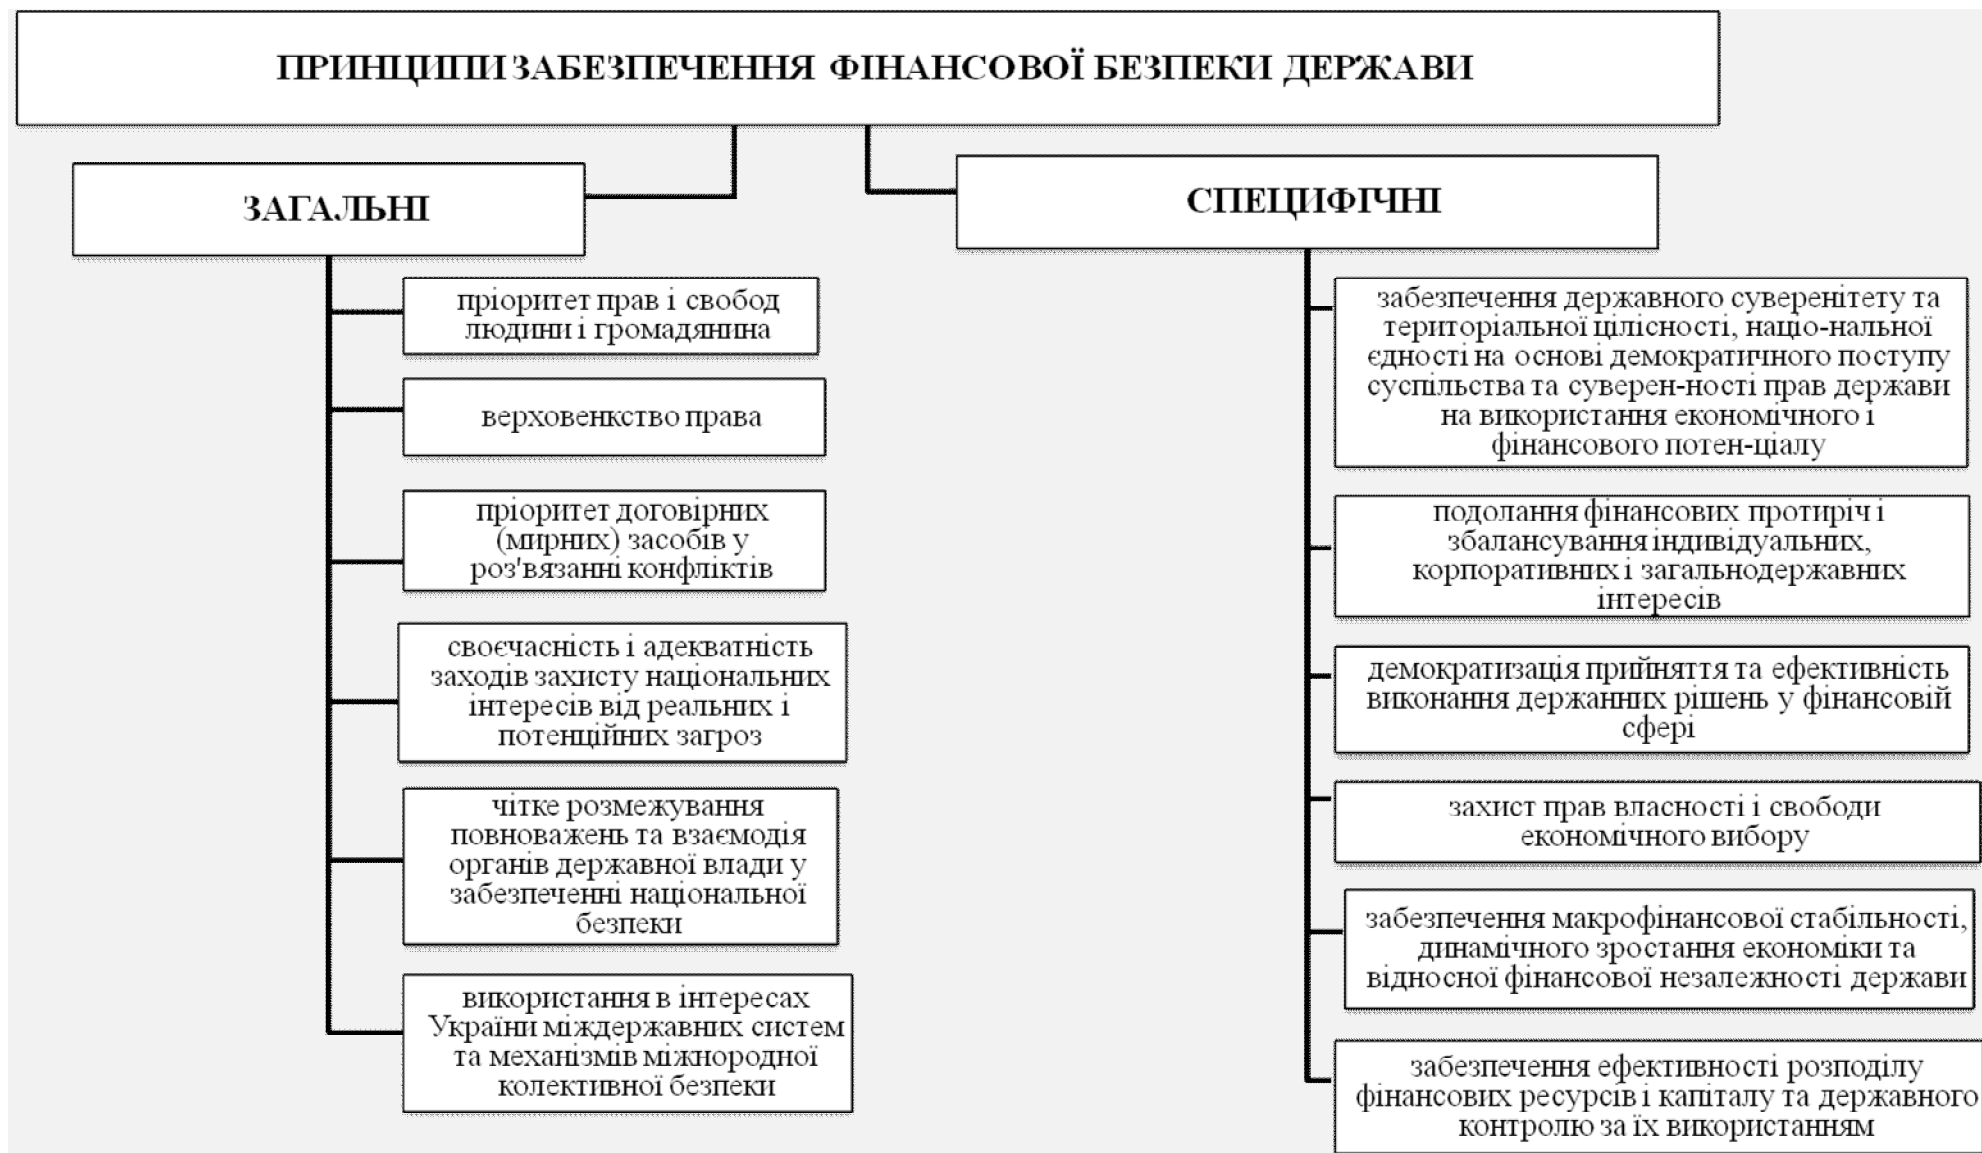 ПРИНЦИПИ ЗАБЕЗПЕЧЕННЯ ФІНАНСОВОЇ БЕЗПЕКИ ДЕРЖАВИ
ЗАГАЛЬНІ
пріоритет прав і свобод
людини і громадянина
верховенкство права
пріоритет договірних
(мирних) засобів у
роз'язанні конфліктів
своєчасність і адекватність
заходів захисту національних
інтересів від реальних і
потенційних загроз
чітке розмежування
повноважень та взаємодія
органів державної влади у
забезпеченні національної
безпеки
використання в інтересах
України міждержавних систем
та механізмів міжнородної
колективної безпеки
СПЕЦИФІЧНІ
забезпечення державного суверенітету та
територіальної цілісності, націо-нальної
єдності на основі демократичного поступу
суспільства та суверен-ності прав держави
на використання економічного і
фінансового потен-ціалу
подолання фінансових протиріч і
збалансування індивідуальних,
корпоративних і загальнодержавних
інтересів
демократизація прийняття та ефективність
виконання держанних рішень у фінансовій
сфері
захист прав власності і свободи
економічного вибору
забезпечення макрофінансової стабільності,
динамічного зростання економіки та
відносної фінансової незалежності держави
забезпечення ефективності розподілу
фінансових ресурсів і капіталу та державного
контролю за їх використанням